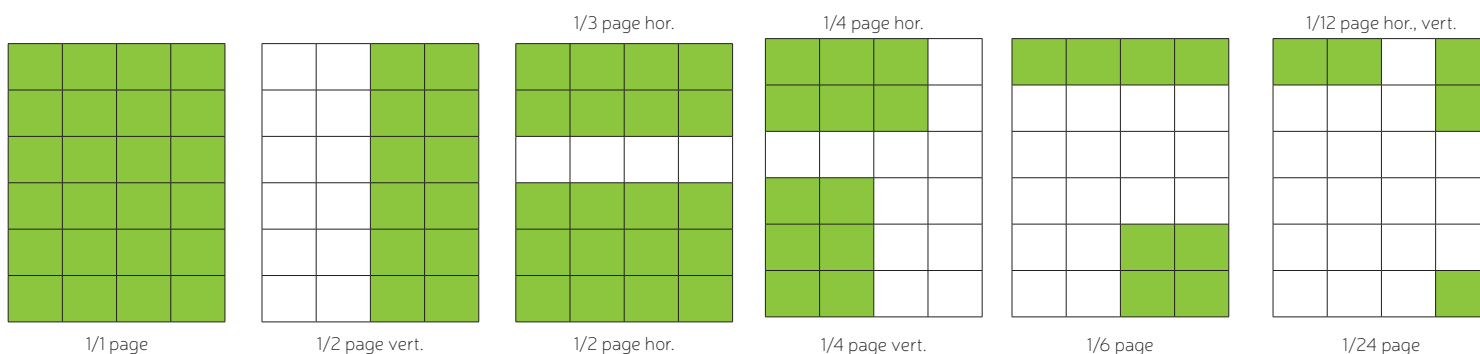 1/3 page hor.
1/4 page hor.
1/12 page hor., vert.
1/1 page
1/2 page vert.
1/2 page hor.
1/4 page vert.
1/6 page
1/24 page